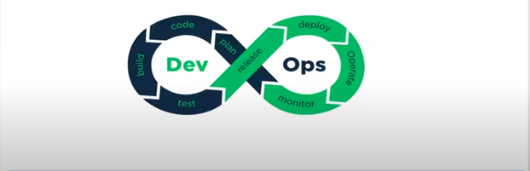 code
plan
build
Dev
test
release
deploy
Ops
Operate
monitor